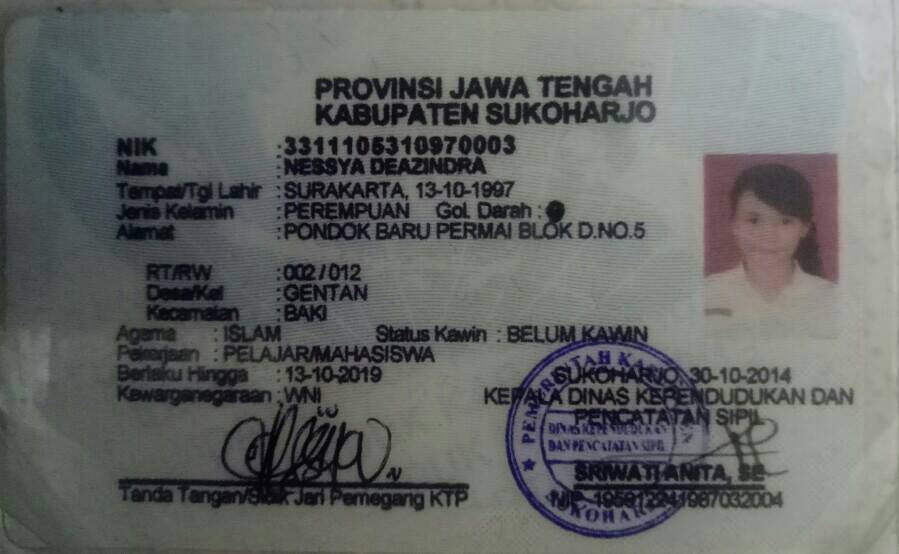 PROVINSI JAWA TENGAH
KABUPATEN SUKOHARJO
NIK : 3311105310970003
Nama : NESSYA DEAZINDRA
Tempat/Tgl Lahir : SURAKARTA, 13-10-1997
Jenis Kelamin : PEREMPUAN Gol. Darah :
Alamat : PONDOK BARU PERMAI BLOK D.NO.5
RT/RW : 002 / 012
Desa/Kel : GENTAN
Kecamatan : BAKI
Agama : ISLAM Status Kawin : BELUM KAWIN
Pekerjaan : PELAJAR/MAHASISWA
Berlaku Hingga : 13-10-2019
Kewarganegaraan : WNI
SUKOHARJO, 30-10-2014
KEPALA DINAS KEPENDUDUKAN DAN
PENCATATAN SIPIL
PEMERINTAH KAB
DINAS KEPENDUDUKAN
DAN PENCATATAN SIPIL
SUKOHARJO
SRIWATI ANITA, SE
NIP. 195912241987032004
Tanda Tangan/Sidik Jari Pemegang KTP